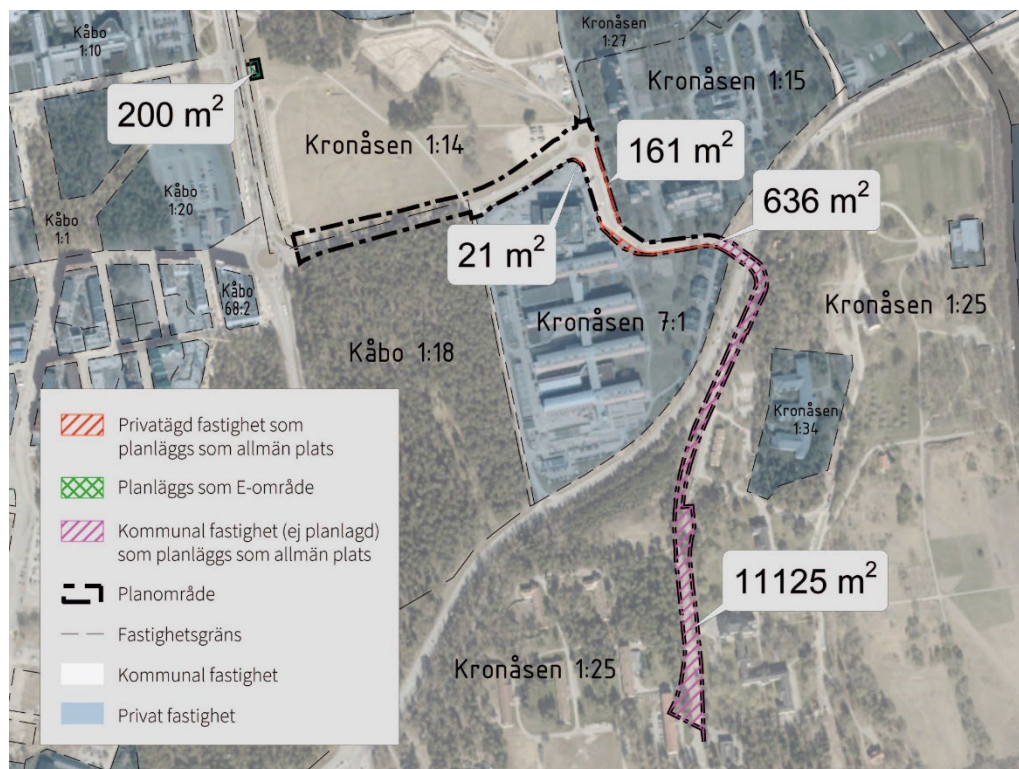 Kåbo
1:10
Kronåsen
1:27
Kronåsen 1:15
200 m²
Kronåsen 1:14
161 m²
Kåbo
1:20
Kåbo
1:1
636 m²
21 m²
Kåbo
68:2
Kronåsen 7:1
Kronåsen 1:25
Kåbo 1:18
Kronåsen
1:34
Privatägd fastighet som
planläggs som allmän plats
Planläggs som E-område
Kommunal fastighet (ej planlagd)
som planläggs som allmän plats
Planområde
Fastighetsgräns
Kommunal fastighet
Privat fastighet
11125 m²
Kronåsen 1:25